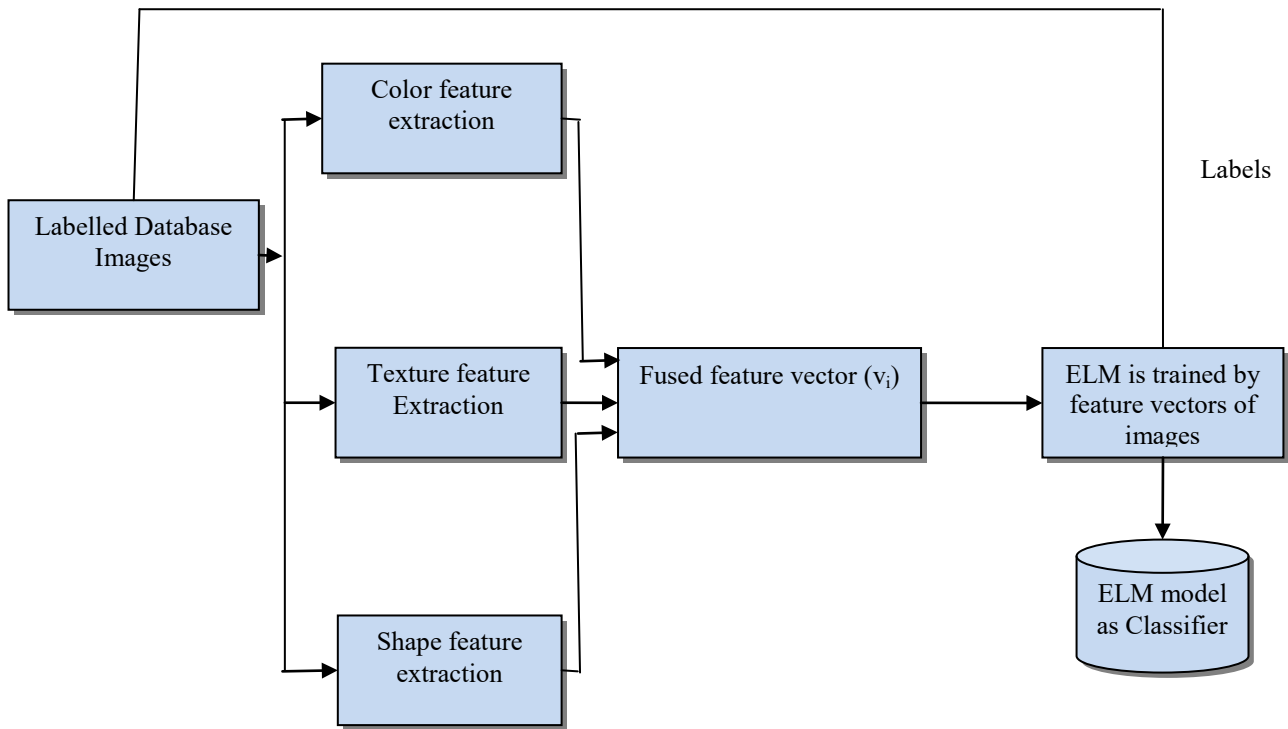 Color feature
extraction
Labels
Labelled Database
Images
Texture feature
Extraction
Fused feature vector (vᵢ)
ELM is trained by
feature vectors of
images
ELM model
as Classifier
Shape feature
extraction